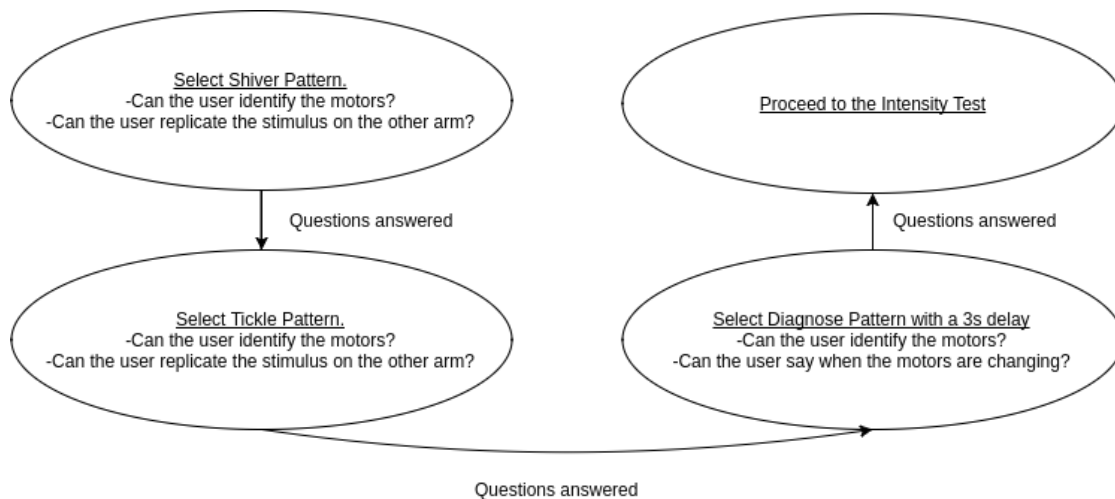 Select Shiver Pattern.
-Can the user identify the motors?
-Can the user replicate the stimulus on the other arm?
Questions answered
Select Tickle Pattern.
-Can the user identify the motors?
-Can the user replicate the stimulus on the other arm?
Questions answered
Select Diagnose Pattern with a 3s delay
-Can the user identify the motors?
-Can the user say when the motors are changing?
Questions answered
Proceed to the Intensity Test